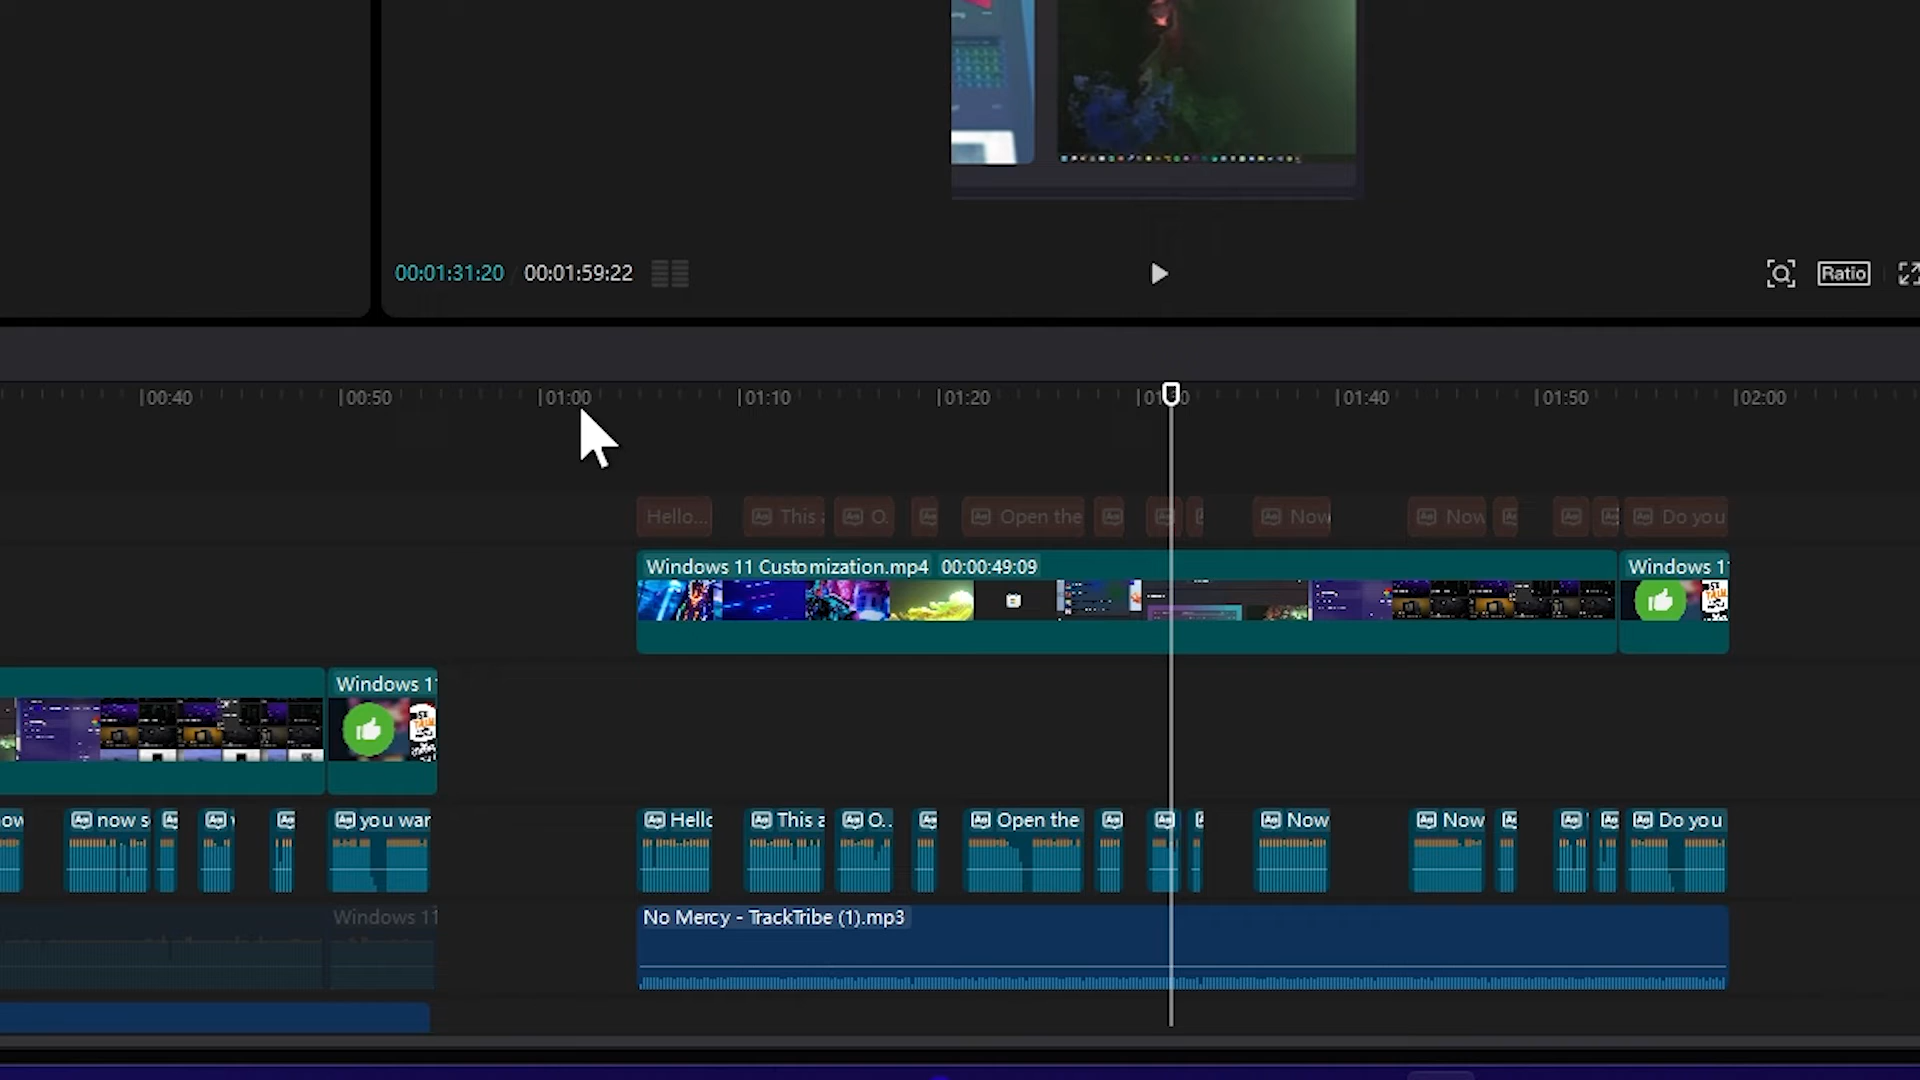 00:01:31:20 00:01:59:22
Ratio
00:40 00:50 01:00 01:10 01:20 01:30 01:40 01:50 02:00
Hello... This O. Open the Now Now Do you
Windows 11 Customization.mp4 00:00:49:09 Windows 1
Windows 1
now s you war Hello This a O.. Open the Now Now Do you
Windows 11
No Mercy - TrackTribe (1).mp3